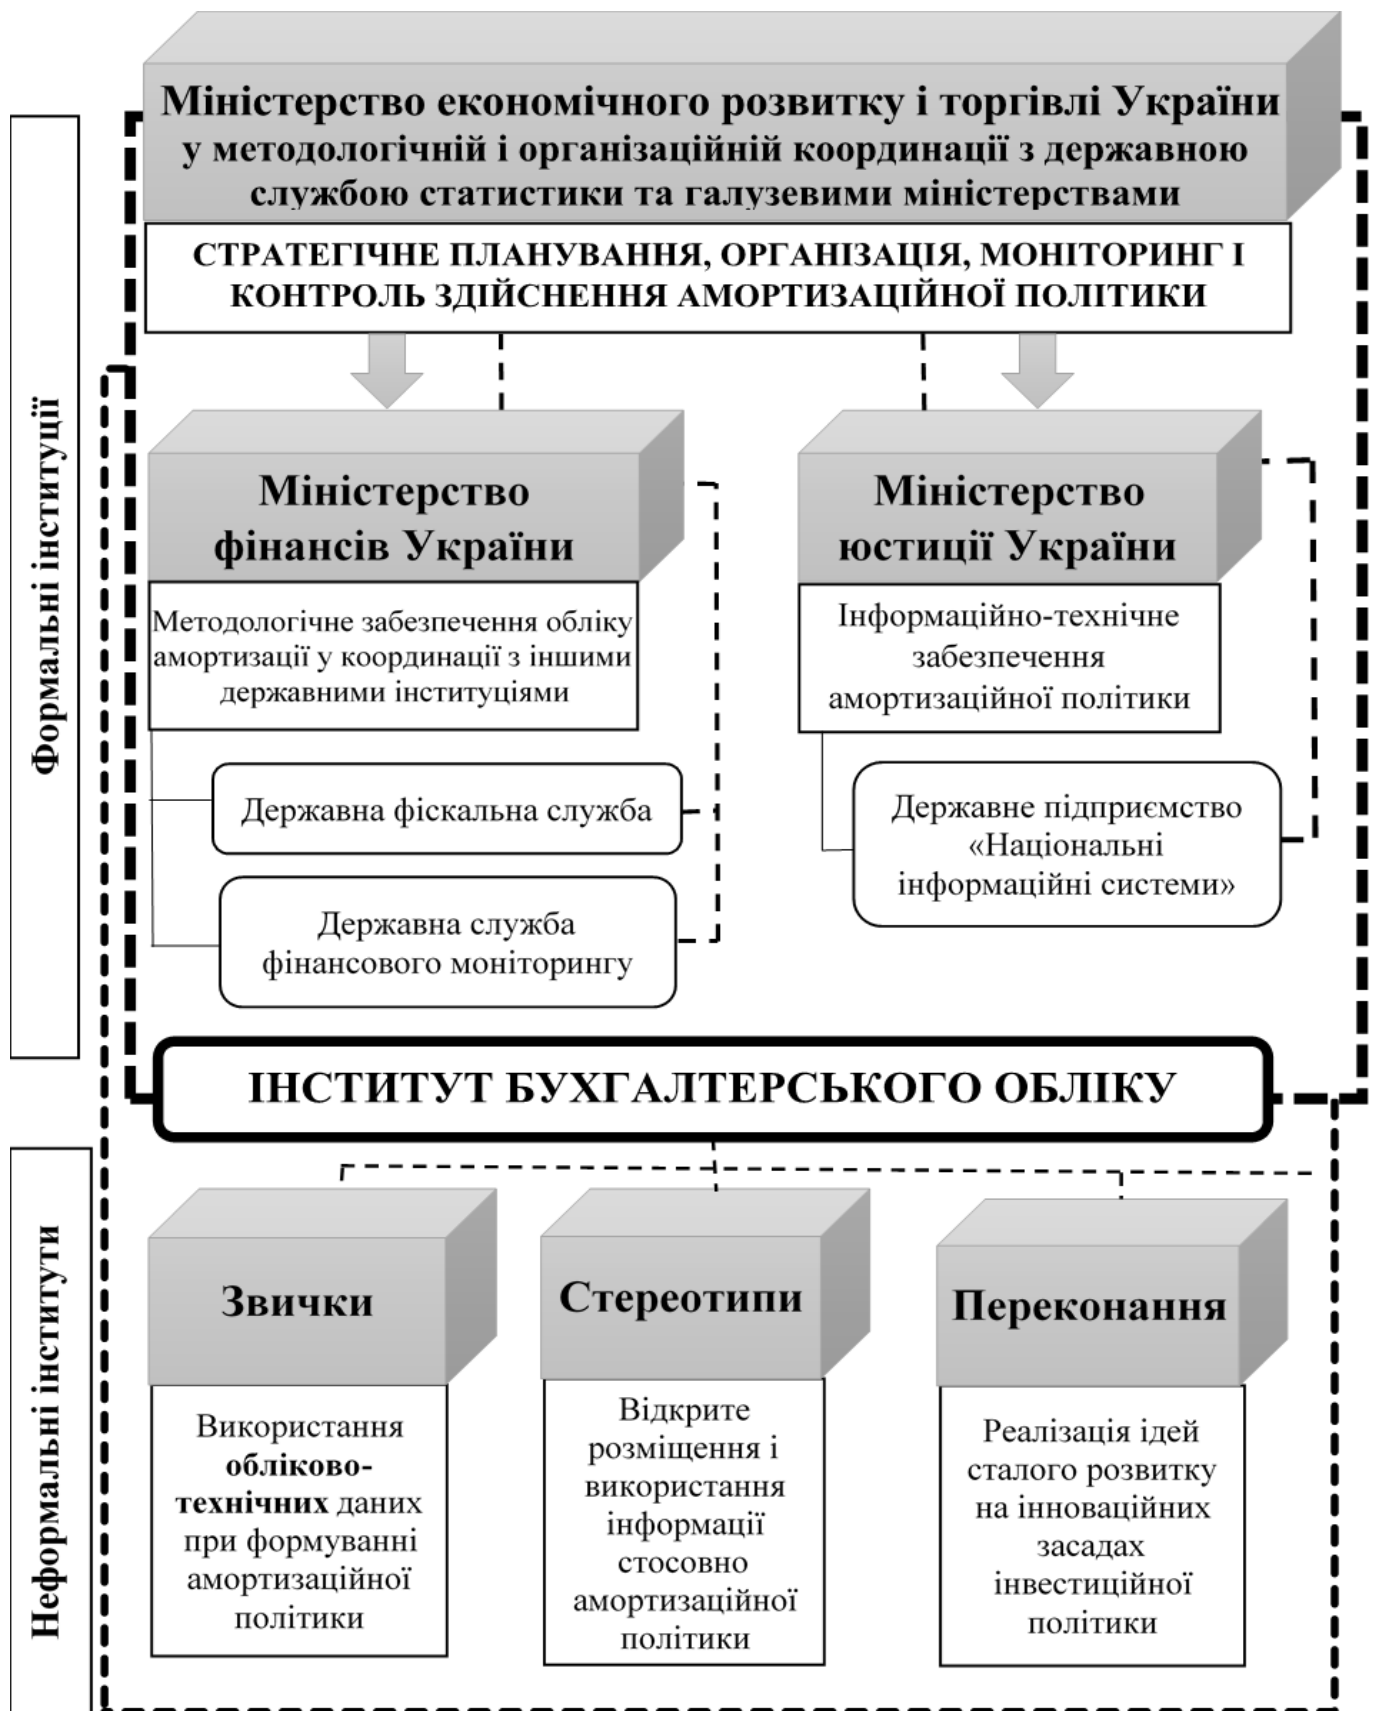 Міністерство економічного розвитку і торгівлі України
у методологічній і організаційній координації з державною
службою статистики та галузевими міністерствами
СТРАТЕГІЧНЕ ПЛАНУВАННЯ, ОРГАНІЗАЦІЯ, МОНІТОРИНГ І
КОНТРОЛЬ ЗДІЙСНЕННЯ АМОРТИЗАЦІЙНОЇ ПОЛІТИКИ
Формальні інституції
Міністерство
фінансів України
Методологічне забезпечення обліку
амортизації у координації з іншими
державними інституціями
Державна фіскальна служба
Державна служба
фінансового моніторингу
Міністерство
юстиції України
Інформаційно-технічне
забезпечення
амортизаційної політики
Державне підприємство
«Національні
інформаційні системи»
ІНСТИТУТ БУХГАЛТЕРСЬКОГО ОБЛІКУ
Неформальні інститути
Звички
Використання
обліково-
технічних даних
при формуванні
амортизаційної
політики
Стереотипи
Відкрите
розміщення і
використання
інформації
стосовно
амортизаційної
політики
Переконання
Реалізація ідей
сталого розвитку
на інноваційних
засадах
інвестиційної
політики